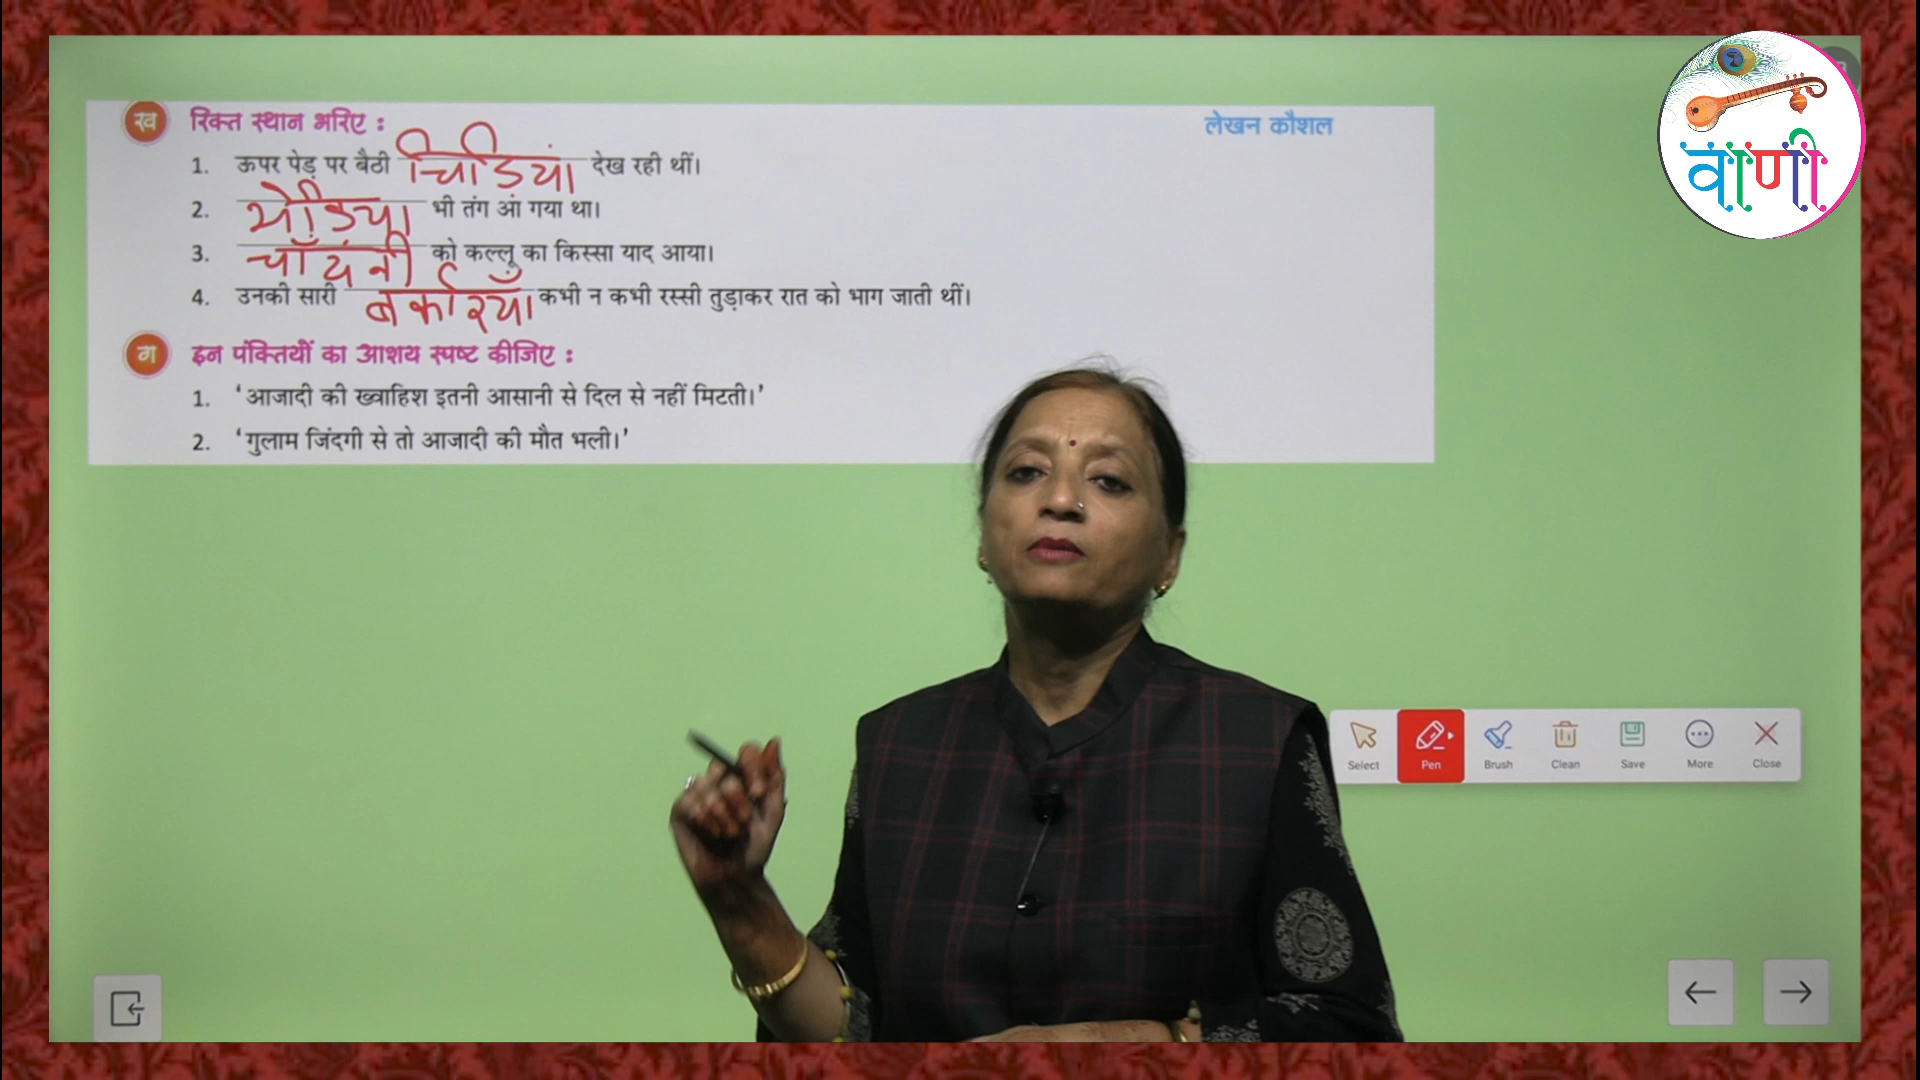 ख रिक्त स्थान भरिए : लेखन कौशल
1. ऊपर पेड़ पर बैठी चिड़ियां देख रही थीं।
2. भेड़िया भी तंग आ गया था।
3. चाँदनी को कल्लू का किस्सा याद आया।
4. उनकी सारी बकरियाँ कभी न कभी रस्सी तुड़ाकर रात को भाग जाती थीं।
ग इन पंक्तियों का आशय स्पष्ट कीजिए :
1. ‘आजादी की ख्वाहिश इतनी आसानी से दिल से नहीं मिटती।’
2. ‘गुलाम जिंदगी से तो आजादी की मौत भली।’
वाणी
Select Pen Brush Clean Save More Close